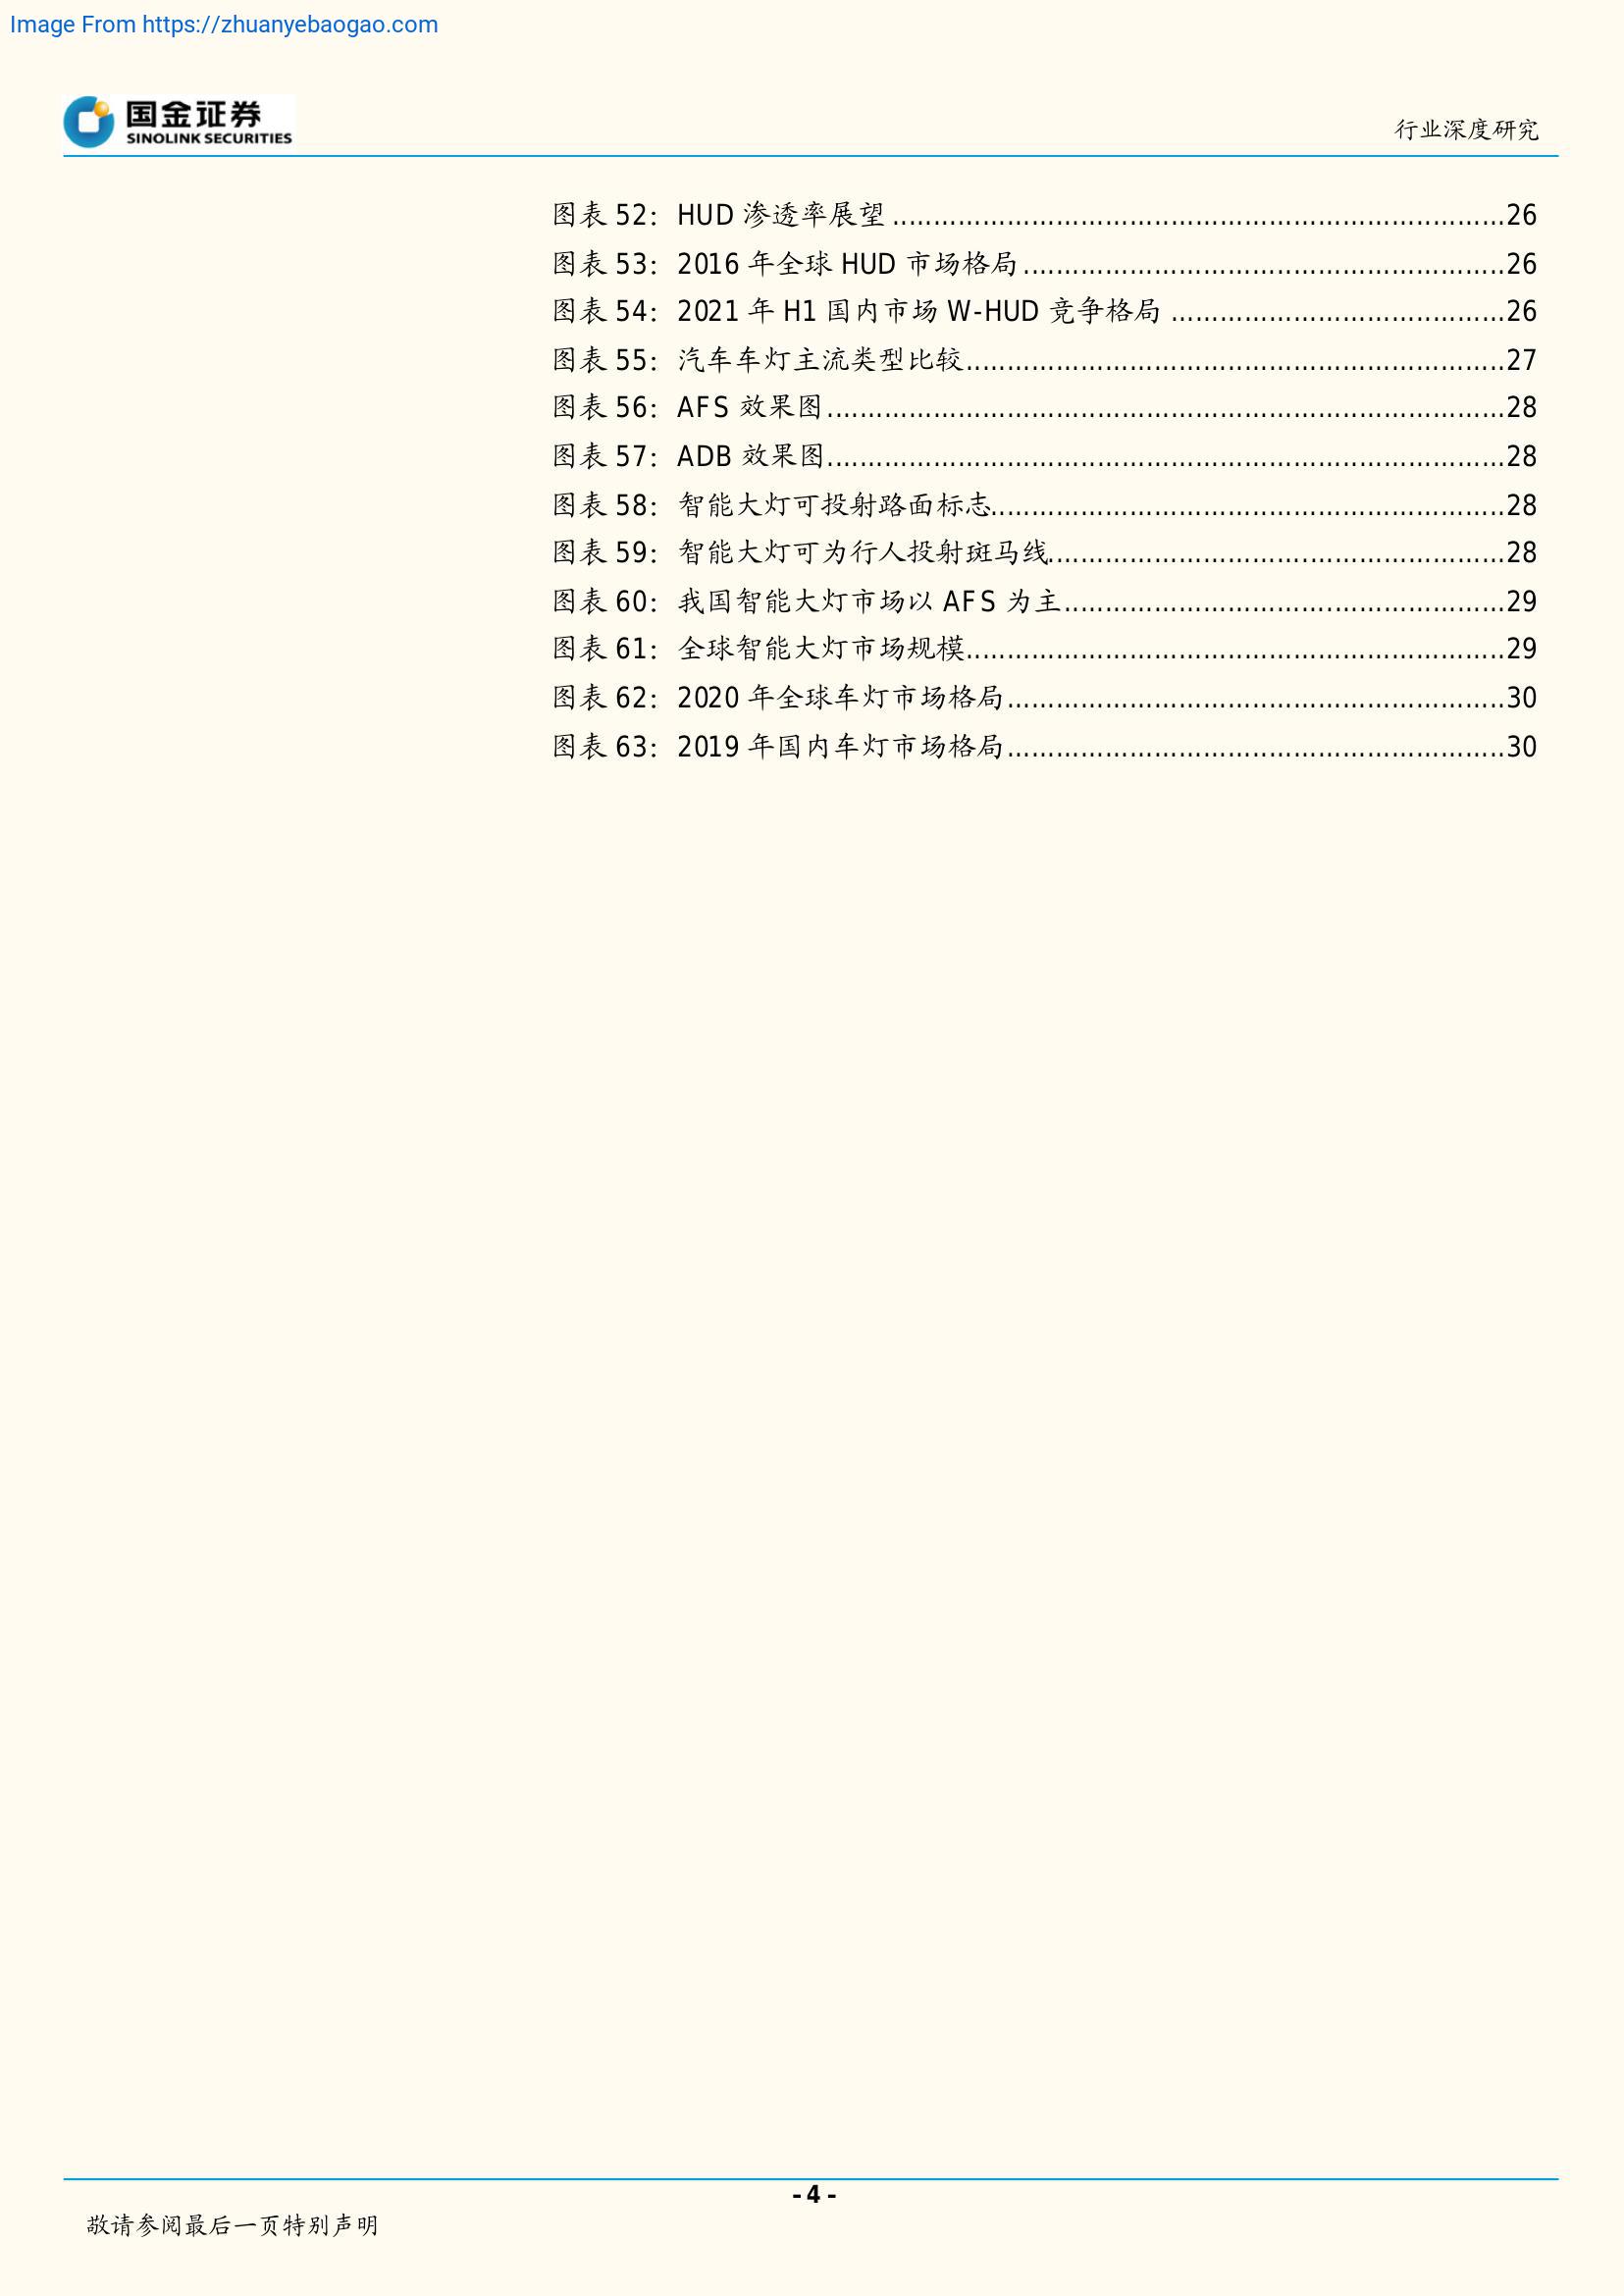 Image From https://zhuanyebaogao.com
国金证券
SINOLINK SECURITIES
行业深度研究
图表 52：HUD 渗透率展望 ................................................................................26
图表 53：2016 年全球 HUD 市场格局 ................................................................26
图表 54：2021 年 H1 国内市场 W-HUD 竞争格局 ................................................26
图表 55：汽车车灯主流类型比较................................................................27
图表 56：AFS 效果图................................................................................28
图表 57：ADB 效果图................................................................................28
图表 58：智能大灯可投射路面标志................................................................28
图表 59：智能大灯可为行人投射斑马线........................................................28
图表 60：我国智能大灯市场以 AFS 为主........................................................29
图表 61：全球智能大灯市场规模................................................................29
图表 62：2020 年全球车灯市场格局................................................................30
图表 63：2019 年国内车灯市场格局................................................................30
- 4 -
敬请参阅最后一页特别声明